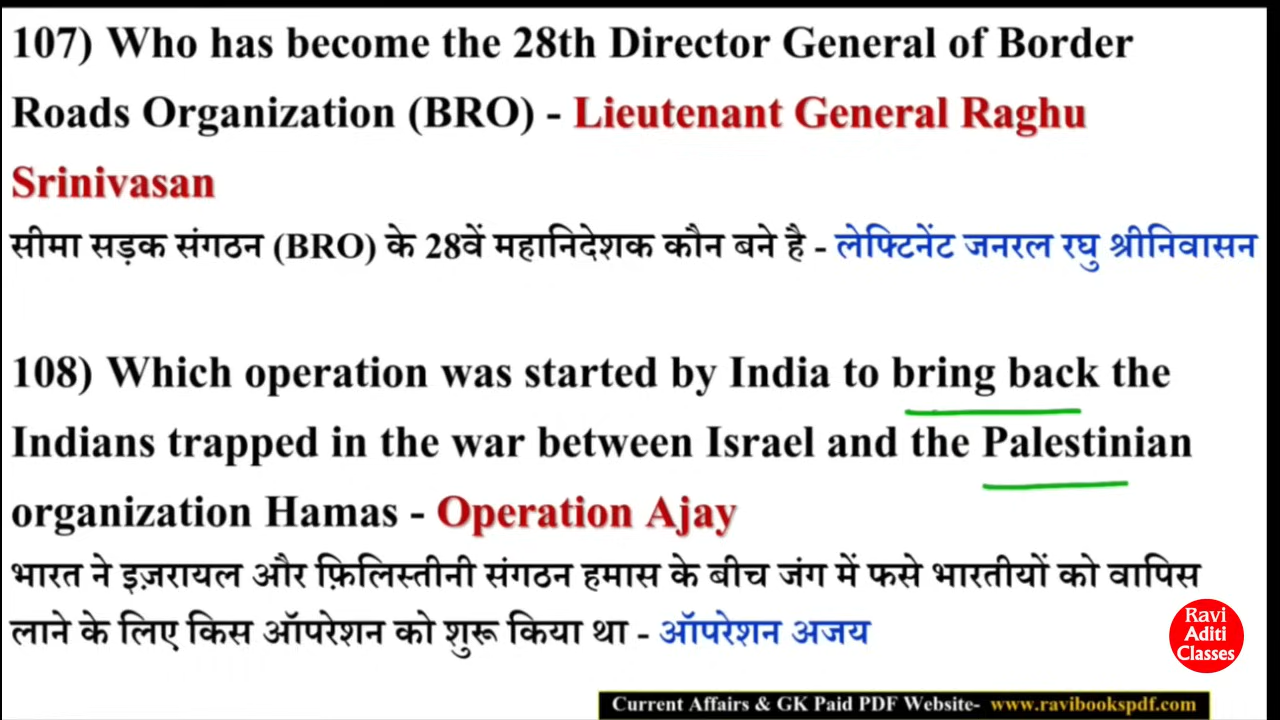 107) Who has become the 28th Director General of Border
Roads Organization (BRO) - Lieutenant General Raghu
Srinivasan
सीमा सड़क संगठन (BRO) के 28वें महानिदेशक कौन बने है - लेफ्टिनेंट जनरल रघु श्रीनिवासन
108) Which operation was started by India to bring back the
Indians trapped in the war between Israel and the Palestinian
organization Hamas - Operation Ajay
भारत ने इज़रायल और फ़िलिस्तीनी संगठन हमास के बीच जंग में फसे भारतीयों को वापिस
लाने के लिए किस ऑपरेशन को शुरू किया था - ऑपरेशन अजय
Ravi
Aditi
Classes
Current Affairs & GK Paid PDF Website- www.ravibookspdf.com